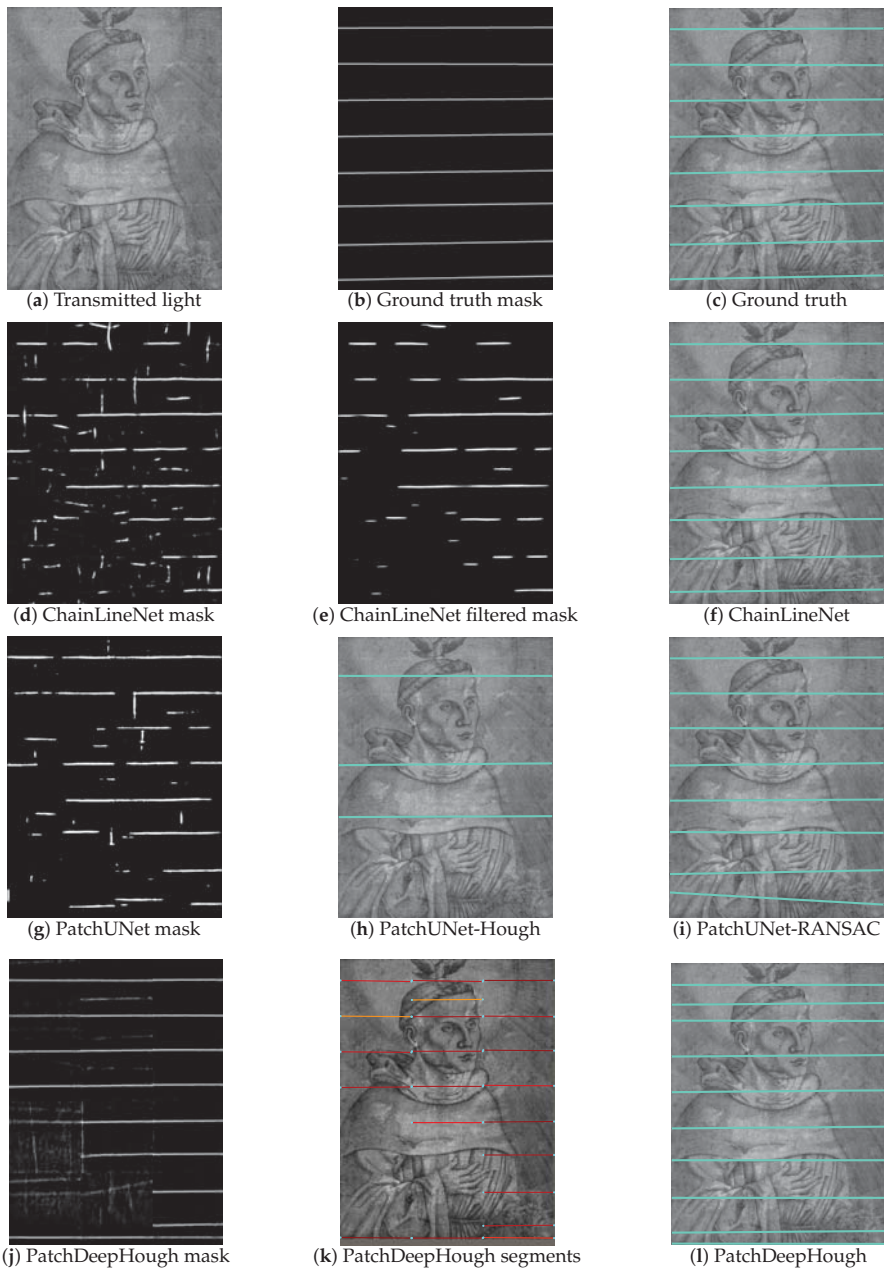 (a) Transmitted light
(b) Ground truth mask
(c) Ground truth
(d) ChainLineNet mask
(e) ChainLineNet filtered mask
(f) ChainLineNet
(g) PatchUNet mask
(h) PatchUNet-Hough
(i) PatchUNet-RANSAC
(j) PatchDeepHough mask
(k) PatchDeepHough segments
(l) PatchDeepHough